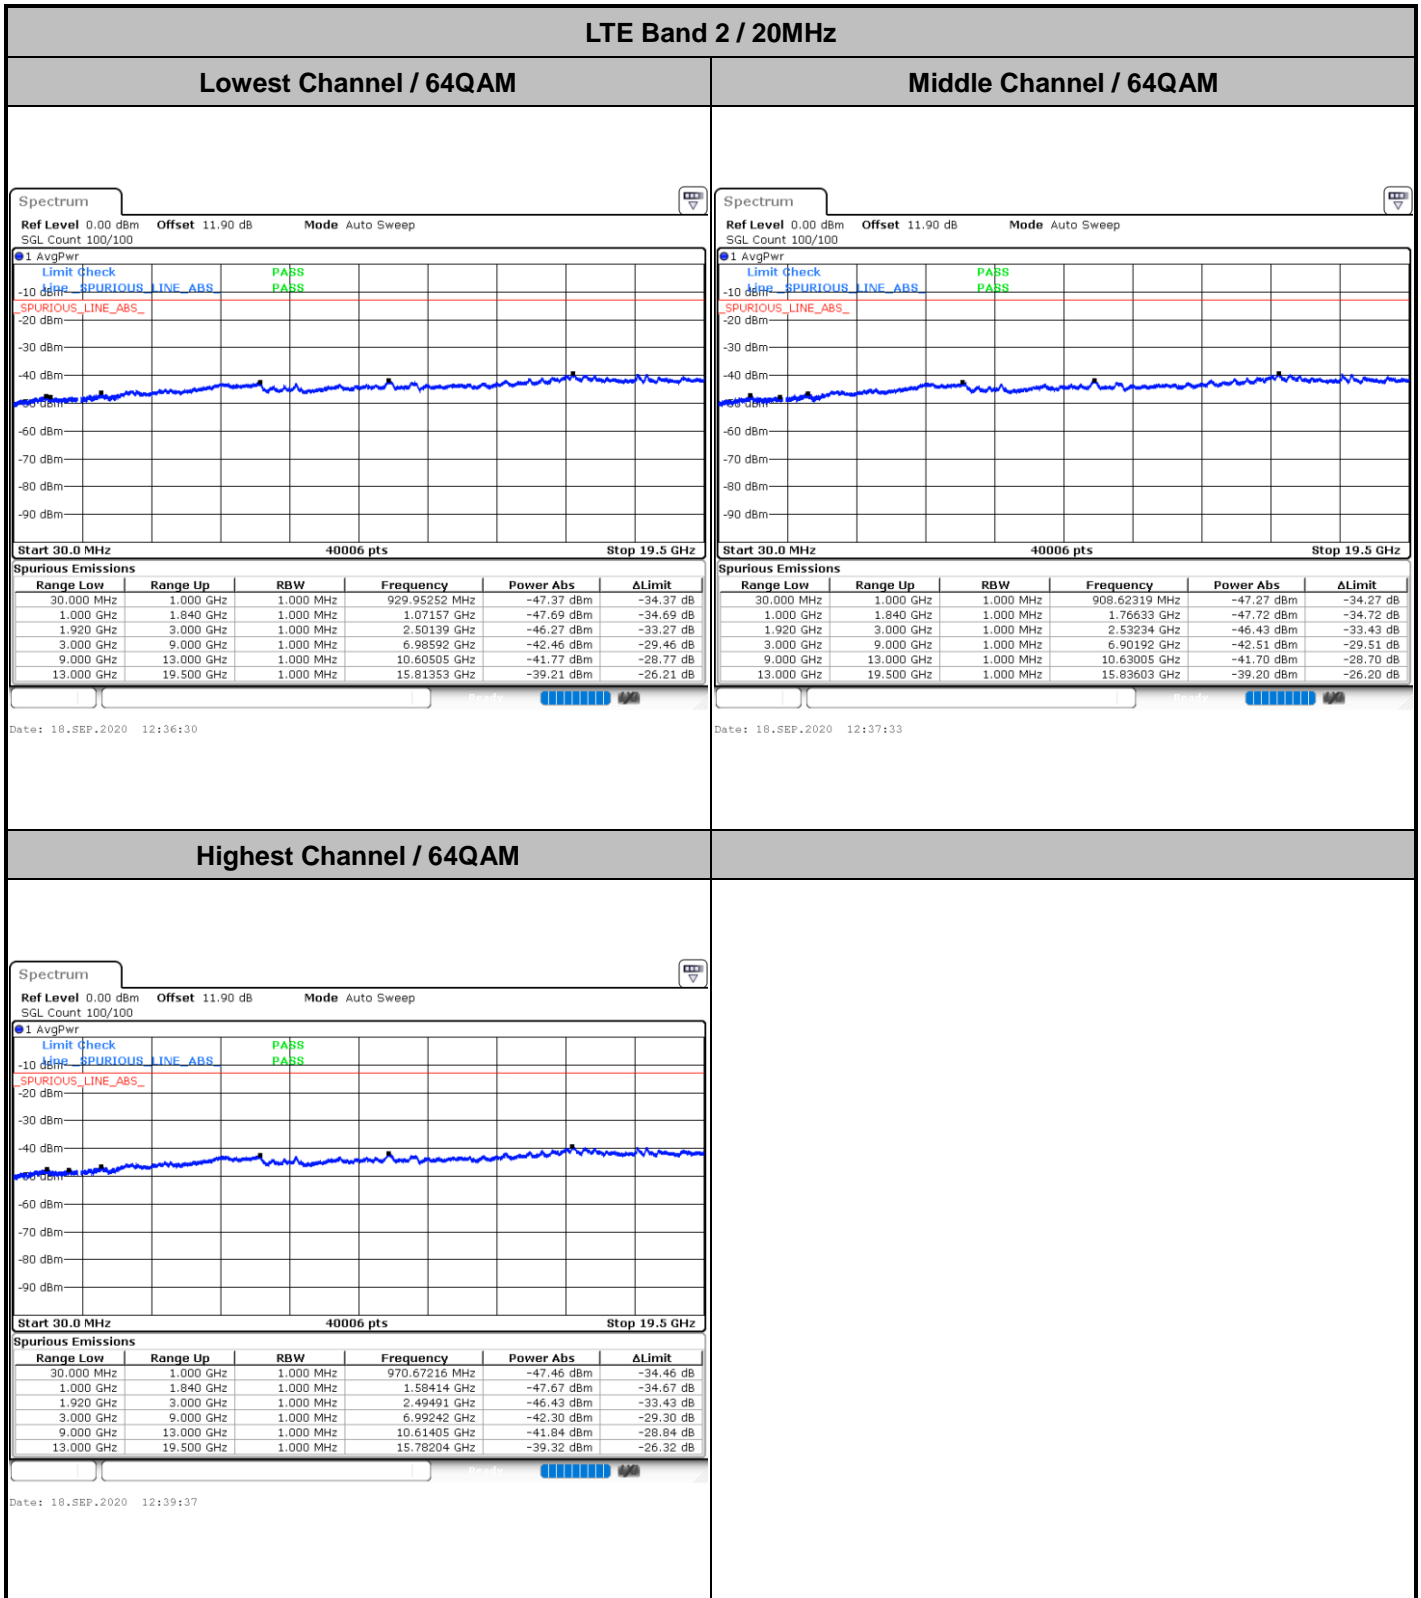 LTE Band 2 / 20MHz
Lowest Channel / 64QAM
Middle Channel / 64QAM
Spectrum
Ref Level 0.00 dBm Offset 11.90 dB Mode Auto Sweep
SGL Count 100/100
1 AvgPwr
Limit Check PASS
Line _SPURIOUS_LINE_ABS_ PASS
-10 dBm
_SPURIOUS_LINE_ABS_
-20 dBm
-30 dBm
-40 dBm
-50 dBm
-60 dBm
-70 dBm
-80 dBm
-90 dBm
Start 30.0 MHz 40006 pts Stop 19.5 GHz
Spurious Emissions
Range Low Range Up RBW Frequency Power Abs ΔLimit
30.000 MHz 1.000 GHz 1.000 MHz 929.95252 MHz -47.37 dBm -34.37 dB
1.000 GHz 1.840 GHz 1.000 MHz 1.07157 GHz -47.69 dBm -34.69 dB
1.920 GHz 3.000 GHz 1.000 MHz 2.50139 GHz -46.27 dBm -33.27 dB
3.000 GHz 9.000 GHz 1.000 MHz 6.98592 GHz -42.46 dBm -29.46 dB
9.000 GHz 13.000 GHz 1.000 MHz 10.60505 GHz -41.77 dBm -28.77 dB
13.000 GHz 19.500 GHz 1.000 MHz 15.81353 GHz -39.21 dBm -26.21 dB
Ready
Date: 18.SEP.2020 12:36:30
Spectrum
Ref Level 0.00 dBm Offset 11.90 dB Mode Auto Sweep
SGL Count 100/100
1 AvgPwr
Limit Check PASS
Line _SPURIOUS_LINE_ABS_ PASS
-10 dBm
_SPURIOUS_LINE_ABS_
-20 dBm
-30 dBm
-40 dBm
-50 dBm
-60 dBm
-70 dBm
-80 dBm
-90 dBm
Start 30.0 MHz 40006 pts Stop 19.5 GHz
Spurious Emissions
Range Low Range Up RBW Frequency Power Abs ΔLimit
30.000 MHz 1.000 GHz 1.000 MHz 908.62319 MHz -47.27 dBm -34.27 dB
1.000 GHz 1.840 GHz 1.000 MHz 1.76633 GHz -47.72 dBm -34.72 dB
1.920 GHz 3.000 GHz 1.000 MHz 2.53234 GHz -46.43 dBm -33.43 dB
3.000 GHz 9.000 GHz 1.000 MHz 6.90192 GHz -42.51 dBm -29.51 dB
9.000 GHz 13.000 GHz 1.000 MHz 10.63005 GHz -41.70 dBm -28.70 dB
13.000 GHz 19.500 GHz 1.000 MHz 15.83603 GHz -39.20 dBm -26.20 dB
Ready
Date: 18.SEP.2020 12:37:33
Highest Channel / 64QAM
Spectrum
Ref Level 0.00 dBm Offset 11.90 dB Mode Auto Sweep
SGL Count 100/100
1 AvgPwr
Limit Check PASS
Line _SPURIOUS_LINE_ABS_ PASS
-10 dBm
_SPURIOUS_LINE_ABS_
-20 dBm
-30 dBm
-40 dBm
-50 dBm
-60 dBm
-70 dBm
-80 dBm
-90 dBm
Start 30.0 MHz 40006 pts Stop 19.5 GHz
Spurious Emissions
Range Low Range Up RBW Frequency Power Abs ΔLimit
30.000 MHz 1.000 GHz 1.000 MHz 970.67216 MHz -47.46 dBm -34.46 dB
1.000 GHz 1.840 GHz 1.000 MHz 1.58414 GHz -47.67 dBm -34.67 dB
1.920 GHz 3.000 GHz 1.000 MHz 2.49491 GHz -46.43 dBm -33.43 dB
3.000 GHz 9.000 GHz 1.000 MHz 6.99242 GHz -42.30 dBm -29.30 dB
9.000 GHz 13.000 GHz 1.000 MHz 10.61405 GHz -41.84 dBm -28.84 dB
13.000 GHz 19.500 GHz 1.000 MHz 15.78204 GHz -39.32 dBm -26.32 dB
Ready
Date: 18.SEP.2020 12:39:37